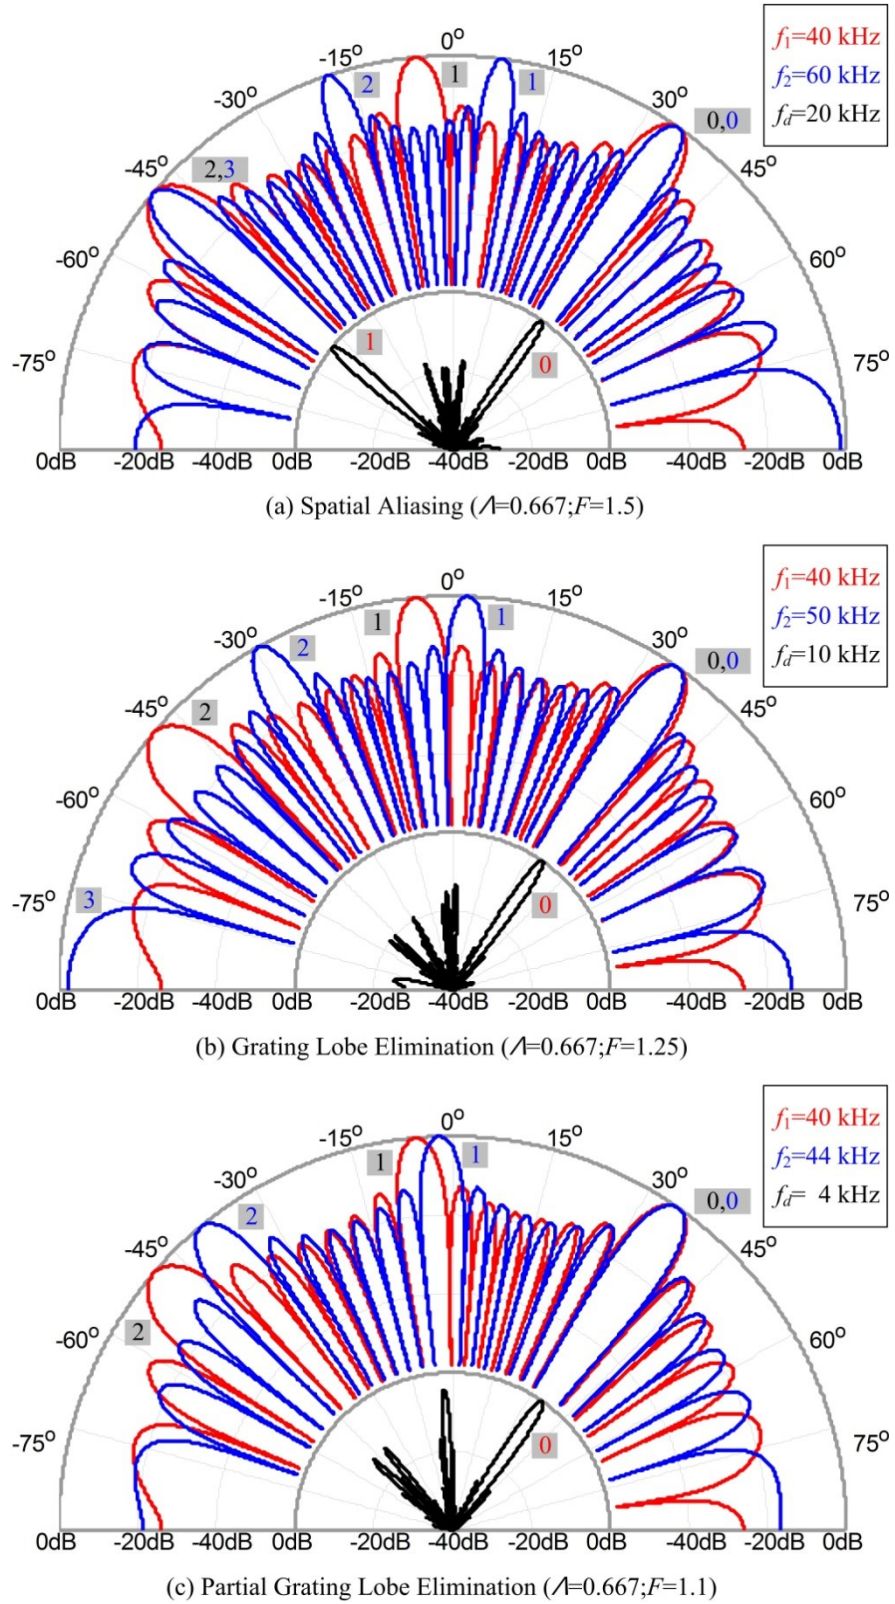 0° f₁=40 kHz
-15° 15° f₂=60 kHz
-30° 2 1 1 30° 0,0 f_d=20 kHz
-45° 2,3 45°
-60° 60°
-75° 1 0 75°
0dB -20dB -40dB 0dB -20dB -40dB -20dB 0dB -40dB -20dB 0dB
(a) Spatial Aliasing (Λ=0.667;F=1.5)
0° f₁=40 kHz
-15° 1 1 15° f₂=50 kHz
-30° 2 30° 0,0 f_d=10 kHz
-45° 2 45°
-60° 60°
-75° 3 0 75°
0dB -20dB -40dB 0dB -20dB -40dB -20dB 0dB -40dB -20dB 0dB
(b) Grating Lobe Elimination (Λ=0.667;F=1.25)
0° f₁=40 kHz
-15° 1 1 15° f₂=44 kHz
-30° 2 30° 0,0 f_d= 4 kHz
-45° 45°
-60° 2 60°
-75° 0 75°
0dB -20dB -40dB 0dB -20dB -40dB -20dB 0dB -40dB -20dB 0dB
(c) Partial Grating Lobe Elimination (Λ=0.667;F=1.1)